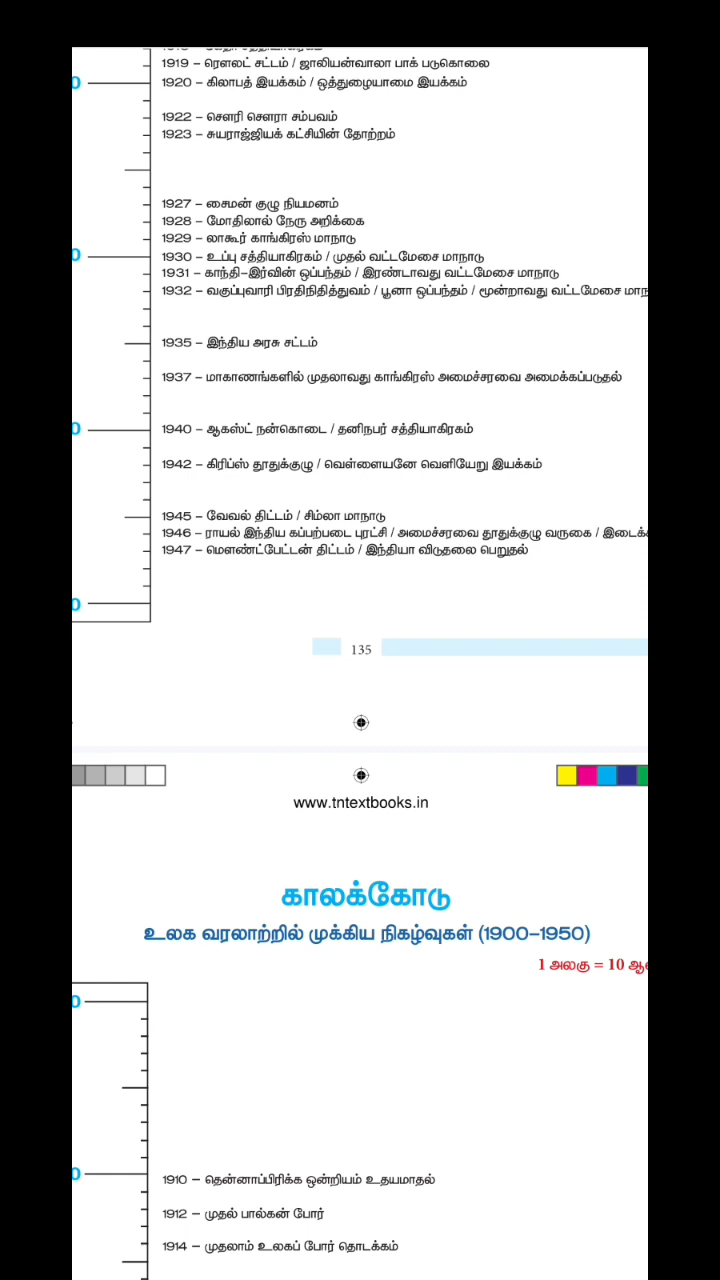 1919 – ரௌலட் சட்டம் / ஜாலியன்வாலா பாக் படுகொலை
1920 – கிலாபத் இயக்கம் / ஒத்துழையாமை இயக்கம்
1922 – சௌரி சௌரா சம்பவம்
1923 – சுயராஜ்ஜியக் கட்சியின் தோற்றம்
1927 – சைமன் குழு நியமனம்
1928 – மோதிலால் நேரு அறிக்கை
1929 – லாகூர் காங்கிரஸ் மாநாடு
1930 – உப்பு சத்தியாகிரகம் / முதல் வட்டமேசை மாநாடு
1931 – காந்தி–இர்வின் ஒப்பந்தம் / இரண்டாவது வட்டமேசை மாநாடு
1932 – வகுப்புவாரி பிரதிநிதித்துவம் / பூனா ஒப்பந்தம் / மூன்றாவது வட்டமேசை
1935 – இந்திய அரசு சட்டம்
1937 – மாகாணங்களில் முதலாவது காங்கிரஸ் அமைச்சரவை அமைக்கப்படுதல்
1940 – ஆகஸ்ட் நன்கொடை / தனிநபர் சத்தியாகிரகம்
1942 – கிரிப்ஸ் தூதுக்குழு / வெள்ளையனே வெளியேறு இயக்கம்
1945 – வேவல் திட்டம் / சிம்லா மாநாடு
1946 – ராயல் இந்திய கப்பற்படை புரட்சி / அமைச்சரவை தூதுக்குழு வருகை /
1947 – மௌண்ட்பேட்டன் திட்டம் / இந்தியா விடுதலை பெறுதல்
135
www.tntextbooks.in
காலக்கோடு
உலக வரலாற்றில் முக்கிய நிகழ்வுகள் (1900–1950)
1 அலகு = 10
1910 – தென்னாப்பிரிக்க ஒன்றியம் உதயமாதல்
1912 – முதல் பால்கன் போர்
1914 – முதலாம் உலகப் போர் தொடக்கம்